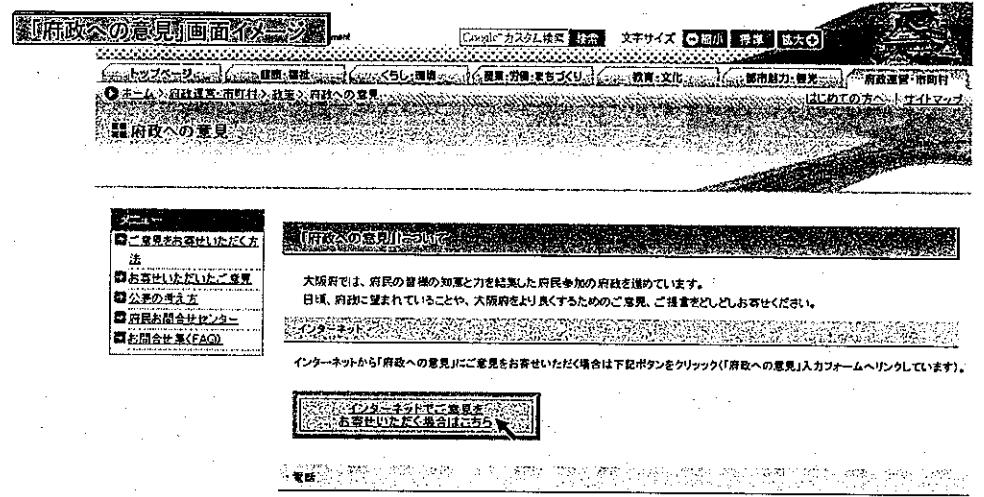 「府政への意見」画面イメージ
Google カスタム検索 検索 文字サイズ 縮小 標準 拡大
トップページ 健康・福祉 くらし・環境 産業・労働・まちづくり 教育・文化 都市魅力・観光 府政運営・市町村
ホーム > 府政運営・市町村 > 政策 > 府政への意見
はじめての方へ | サイトマップ
府政への意見
メニュー
ご意見をお寄せいただく方
法
お寄せいただいたご意見
公表の考え方
府民お問合せセンター
お問合せ集(FAQ)
「府政への意見」について
大阪府では、府民の皆様の知恵と力を結集した府民参加の府政を進めています。
日頃、府政に望まれていることや、大阪府をより良くするためのご意見、ご提言をどしどしお寄せください。
・インターネット
インターネットから「府政への意見」にご意見をお寄せいただく場合は下記ボタンをクリック(「府政への意見」入力フォームへリンクしています)。
インターネットでご意見を
お寄せいただく場合はこちら
・電話